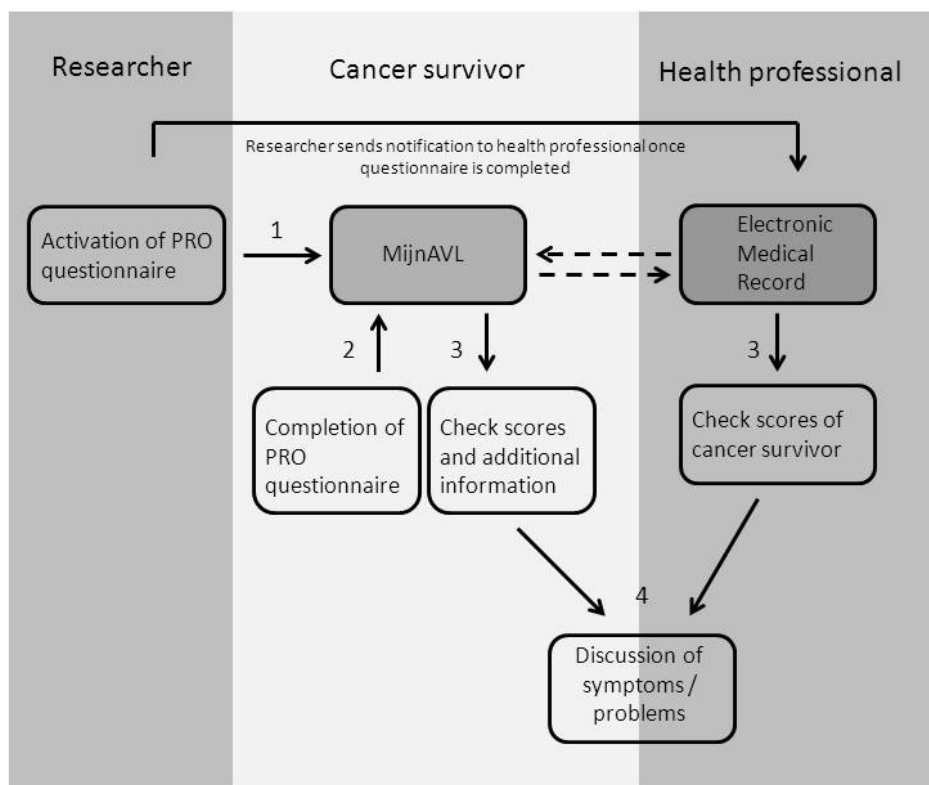 Researcher
Cancer survivor
Health professional
Researcher sends notification to health professional once
questionnaire is completed
Activation of PRO
questionnaire
1
MijnAVL
Electronic
Medical
Record
2
3
3
Completion of
PRO
questionnaire
Check scores
and additional
information
Check scores of
cancer survivor
4
Discussion of
symptoms /
problems